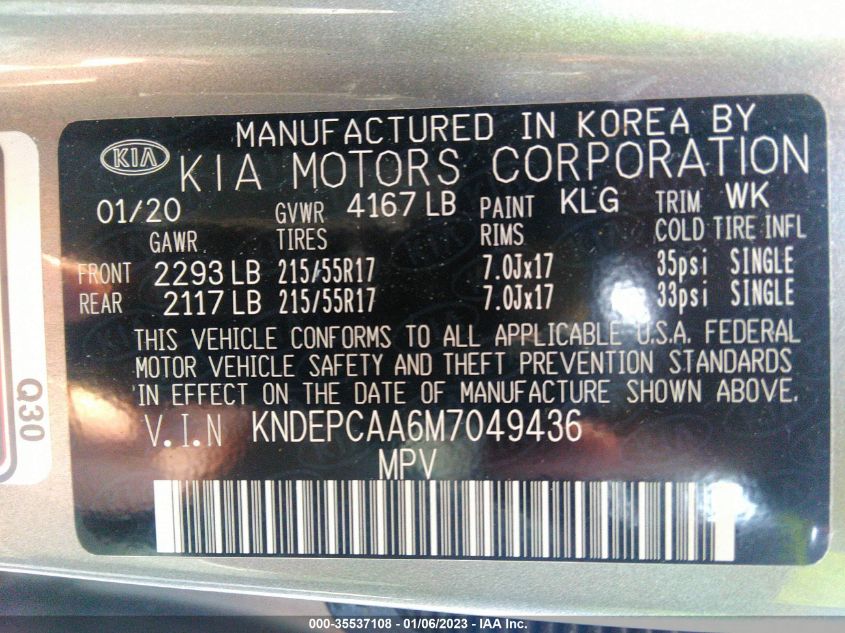 MANUFACTURED IN KOREA BY
KIA KIA MOTORS CORPORATION
01/20 GVWR 4167 LB PAINT KLG TRIM WK
GAWR TIRES RIMS COLD TIRE INFL
FRONT 2293 LB 215/55R17 7.0Jx17 35psi SINGLE
REAR 2117 LB 215/55R17 7.0Jx17 33psi SINGLE
THIS VEHICLE CONFORMS TO ALL APPLICABLE U.S.A. FEDERAL
MOTOR VEHICLE SAFETY AND THEFT PREVENTION STANDARDS
IN EFFECT ON THE DATE OF MANUFACTURE SHOWN ABOVE.
V.I.N KNDEPCAA6M7049436
MPV
Q30
000-35537108 - 01/06/2023 - IAA Inc.